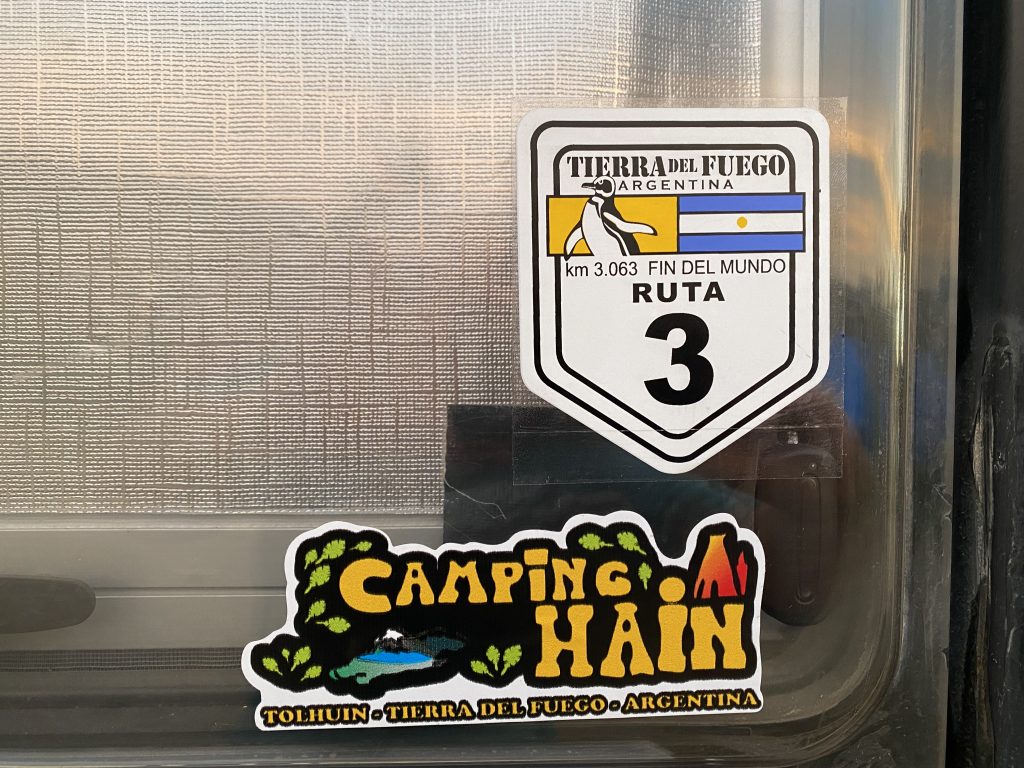 TIERRA DEL FUEGO
ARGENTINA
km 3.063 FIN DEL MUNDO
RUTA
3
CAMPiNG
HAiN
TOLHUIN - TIERRA DEL FUEGO - ARGENTINA